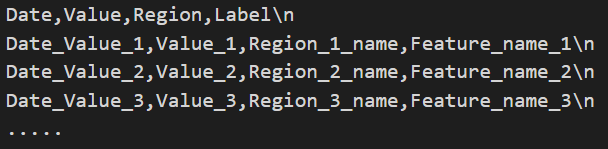 Date,Value,Region,Label\n
Date_Value_1,Value_1,Region_1_name,Feature_name_1\n
Date_Value_2,Value_2,Region_2_name,Feature_name_2\n
Date_Value_3,Value_3,Region_3_name,Feature_name_3\n
.....